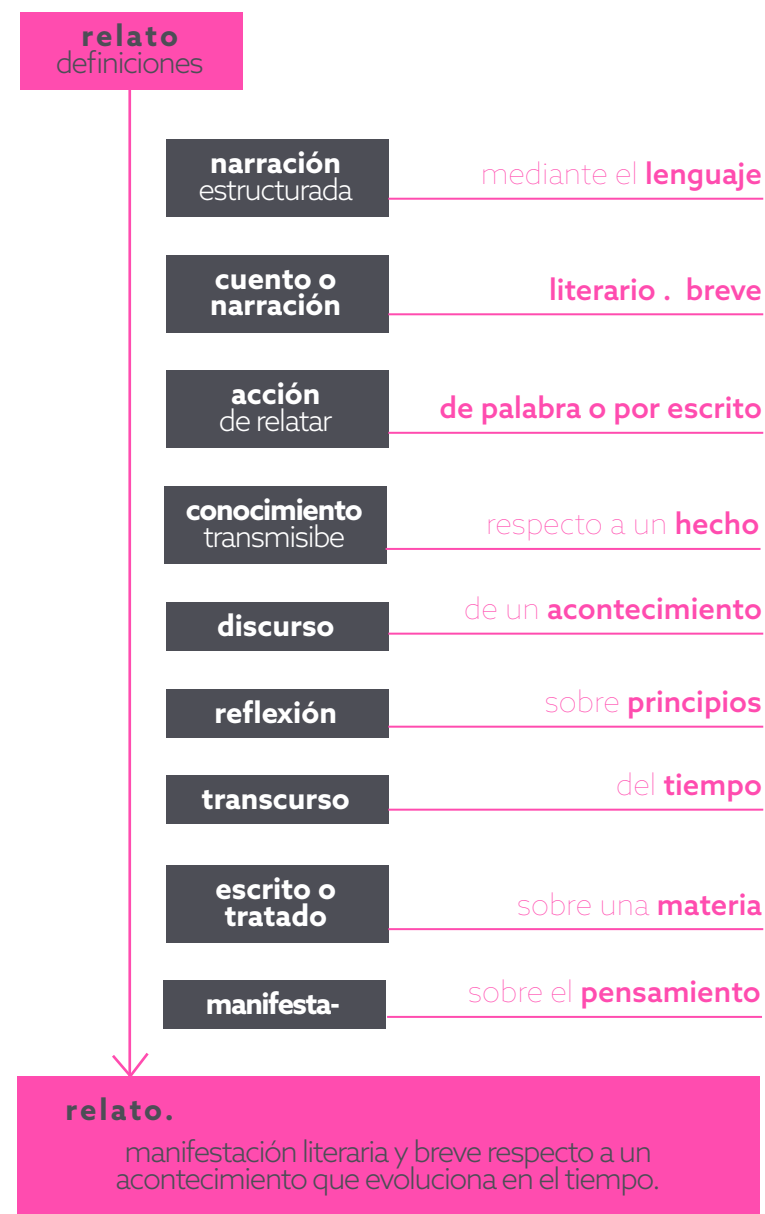 relato
definiciones
narración
estructurada
mediante el lenguaje
cuento o
narración
literario . breve
acción
de relatar
de palabra o por escrito
conocimiento
transmisibe
respecto a un hecho
discurso
de un acontecimiento
reflexión
sobre principios
transcurso
del tiempo
escrito o
tratado
sobre una materia
manifesta-
sobre el pensamiento
relato.
manifestación literaria y breve respecto a un
acontecimiento que evoluciona en el tiempo.